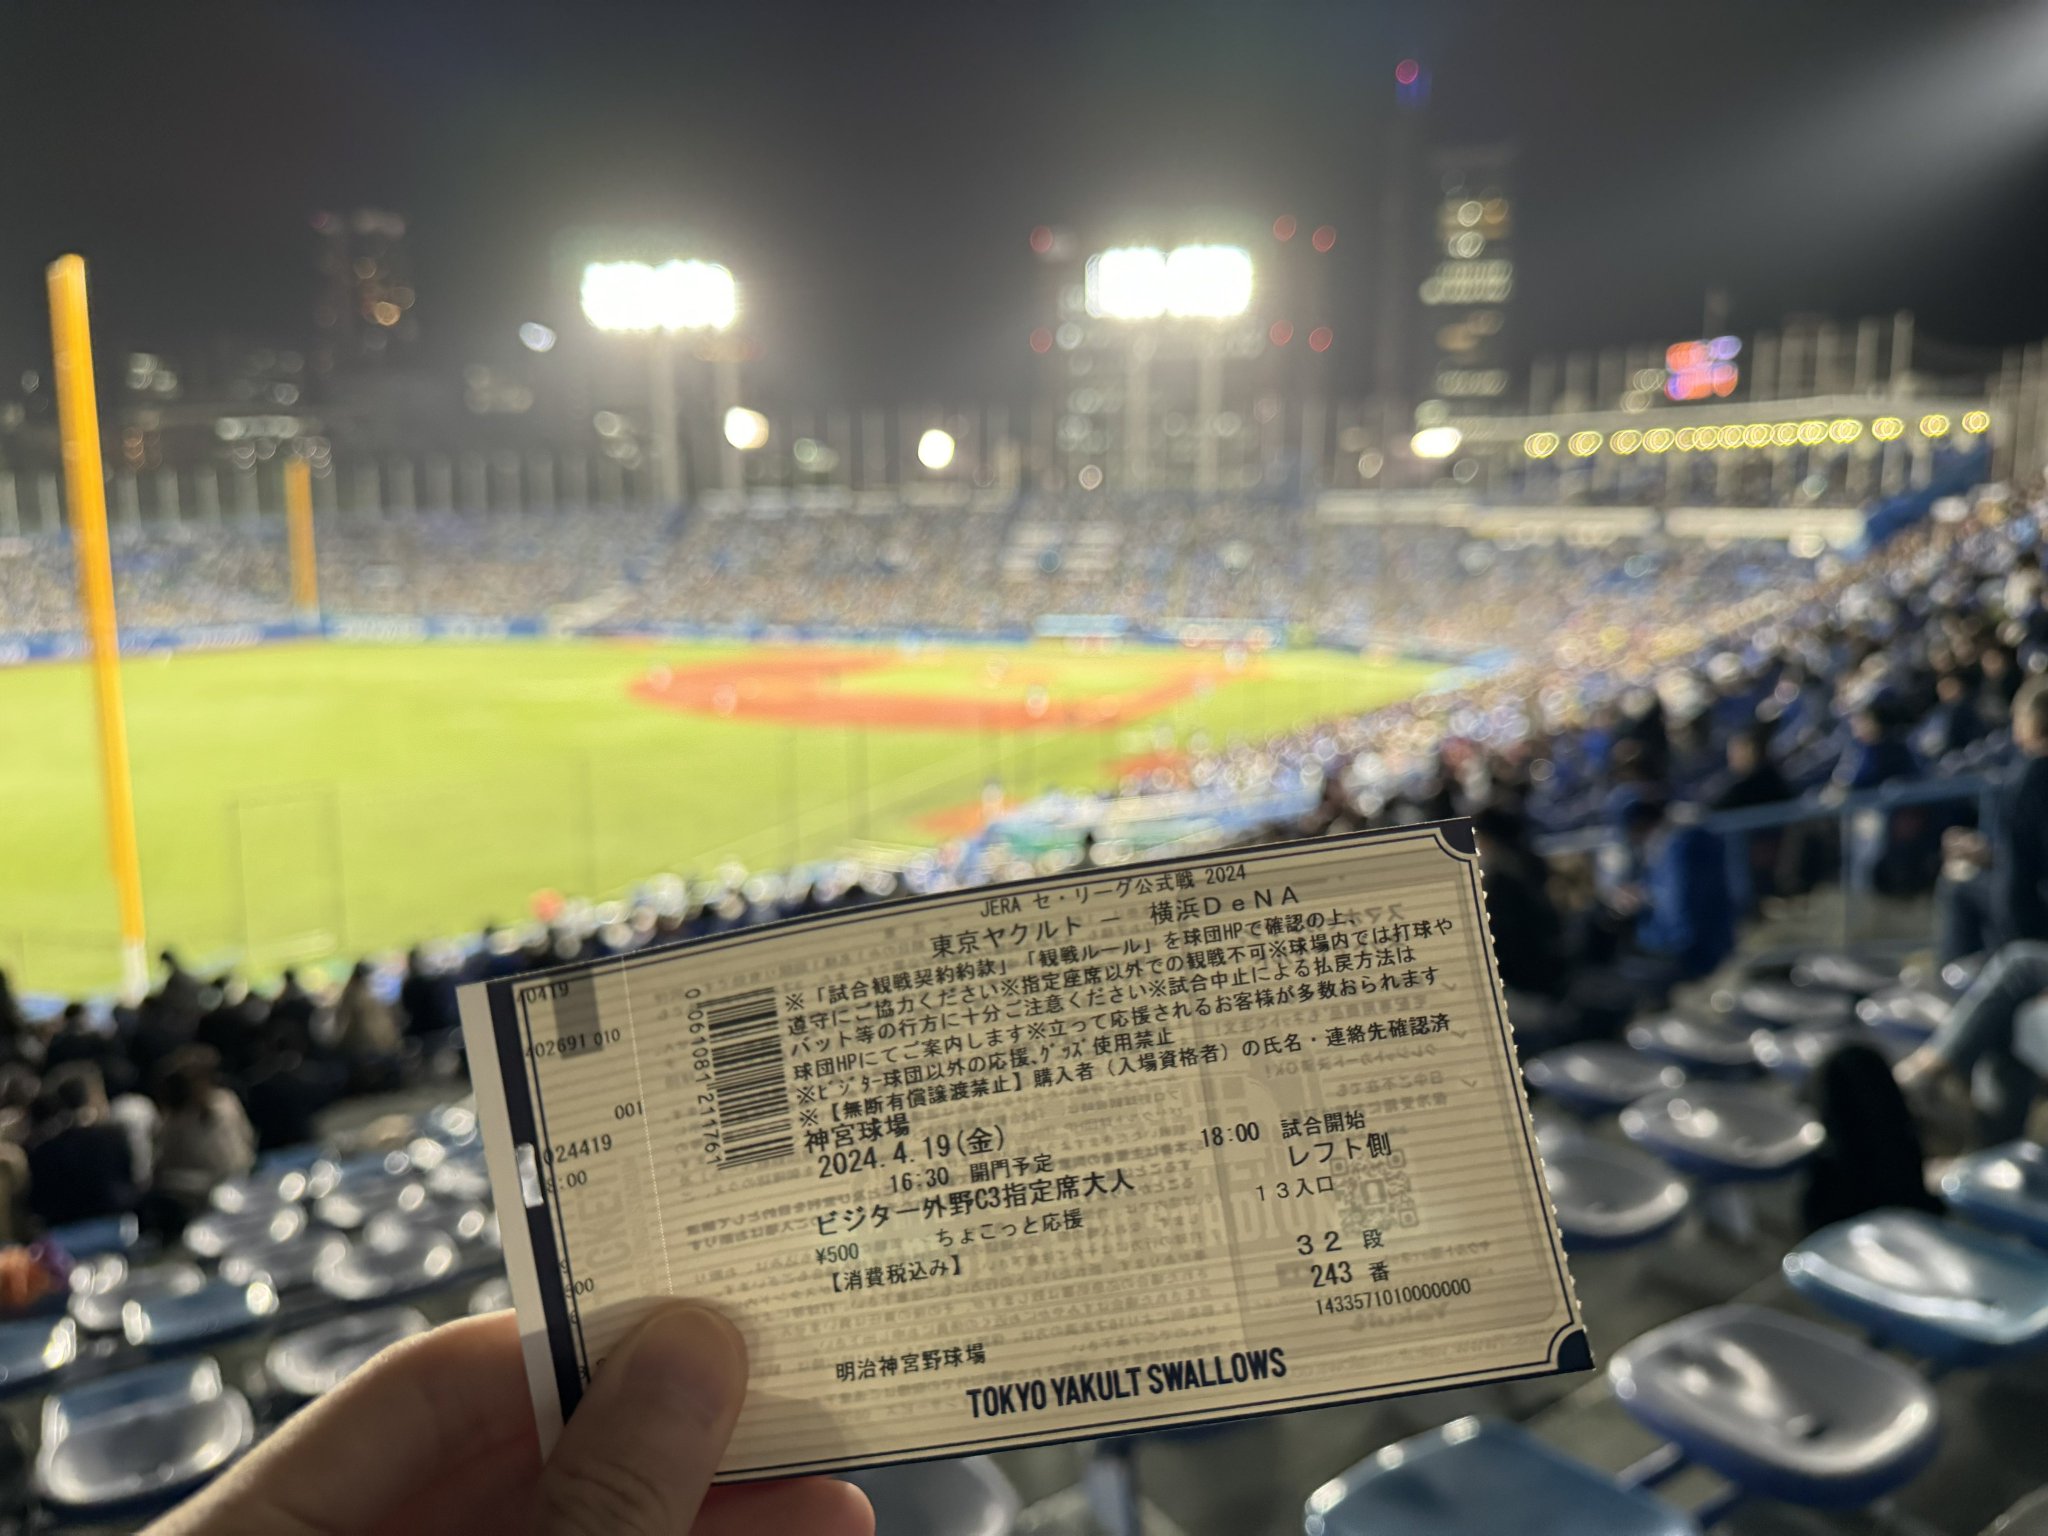 JERA セ・リーグ公式戦 2024
東京ヤクルト － 横浜DeNA
※「試合観戦契約約款」「観戦ルール」を球団HPで確認の上、
遵守にご協力ください※指定座席以外での観戦不可※球場内では打球や
バット等の行方に十分ご注意ください※試合中止による払戻方法は
球団HPにてご案内します※立って応援されるお客様が多数おられます
※ビジター球団以外の応援、グッズ使用禁止
※【無断有償譲渡禁止】購入者（入場資格者）の氏名・連絡先確認済
神宮球場
2024. 4. 19(金) 18:00 試合開始
16:30 開門予定 レフト側
ビジター外野C3指定席大人 13入口
¥500 ちょこっと応援
【消費税込み】
32 段
243 番
1433571010000000
明治神宮野球場
TOKYO YAKULT SWALLOWS
0006108121761
40419
402691 010
001
024419
8:00
500